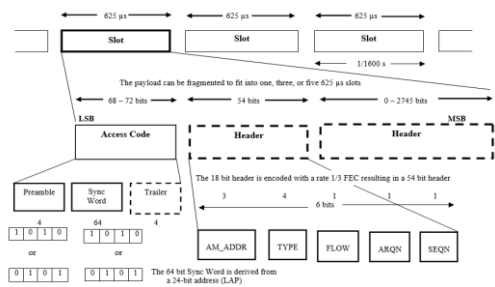 625 µs 625 µs 625 µs
Slot Slot Slot
1/1600 s
The payload can be fragmented to fit into one, three, or five 625 µs slots
68 – 72 bits 54 bits 0 – 2745 bits
LSB MSB
Access Code Header Header
The 18 bit header is encoded with a rate 1/3 FEC resulting in a 54 bit header
Preamble Sync Word Trailer
4 64 4
3 4 1 1 1
6 bits
1 0 1 0 1 0 1 0
or or
0 1 0 1 0 1 0 1
AM_ADDR TYPE FLOW ARQN SEQN
The 64 bit Sync Word is derived from
a 24-bit address (LAP)